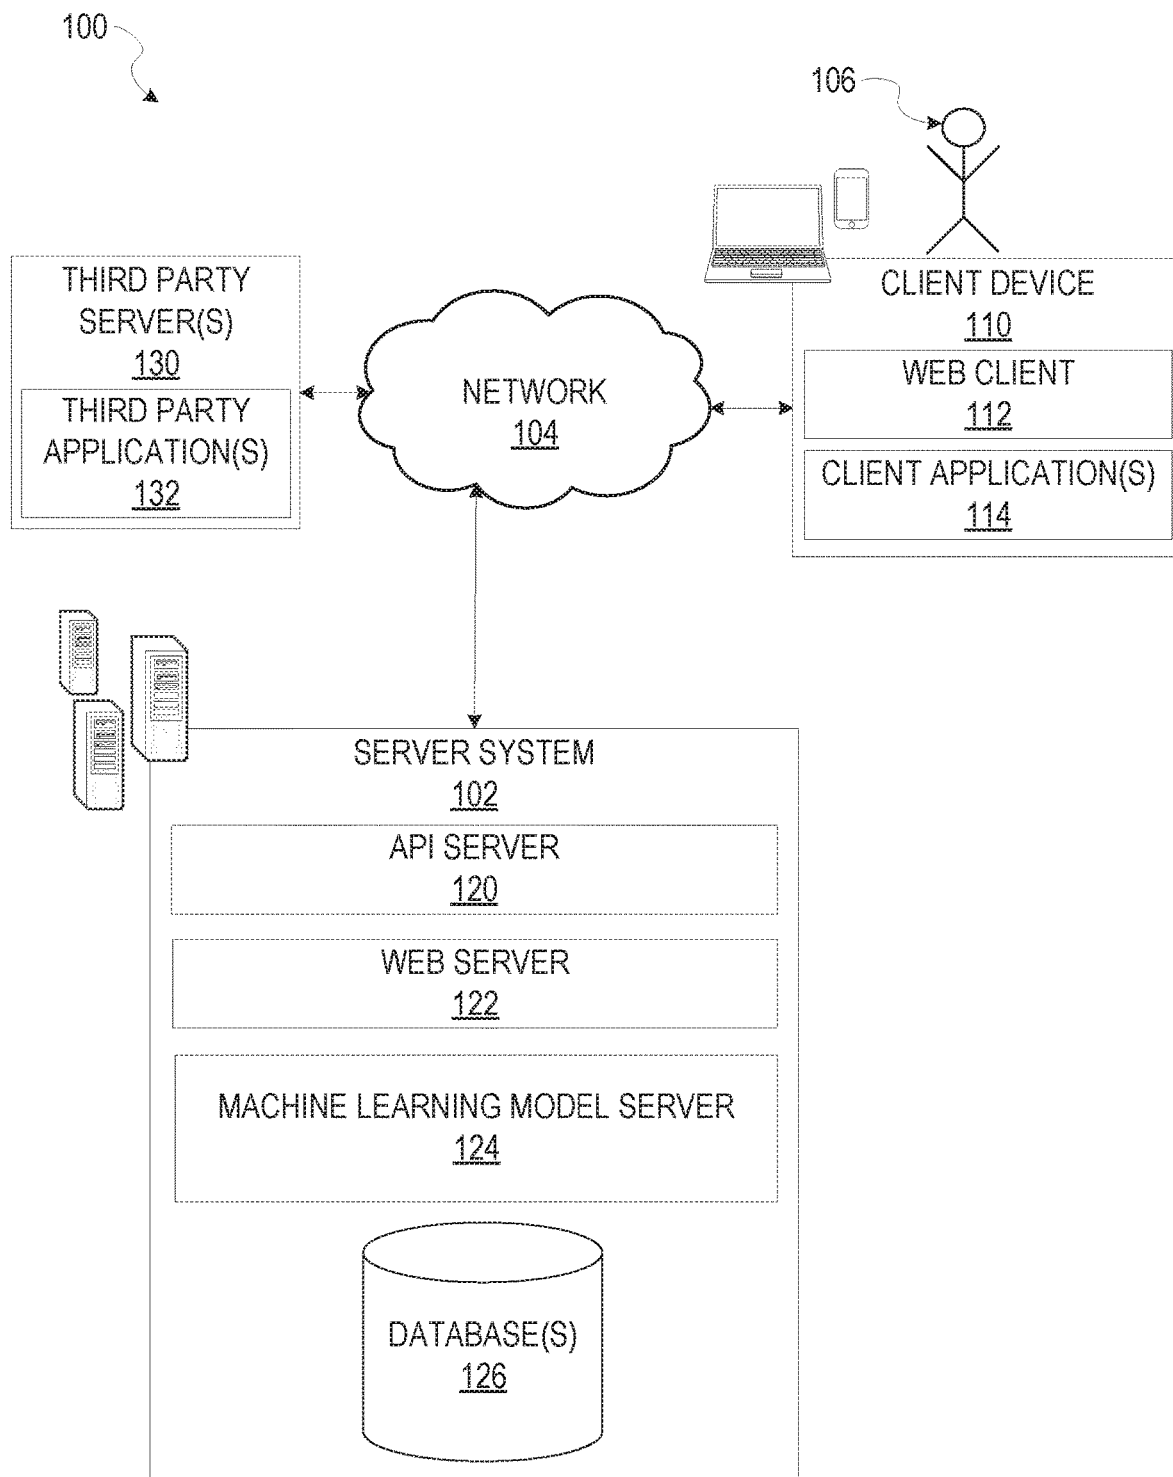 100
106
THIRD PARTY
SERVER(S)
130
THIRD PARTY
APPLICATION(S)
132
NETWORK
104
CLIENT DEVICE
110
WEB CLIENT
112
CLIENT APPLICATION(S)
114
SERVER SYSTEM
102
API SERVER
120
WEB SERVER
122
MACHINE LEARNING MODEL SERVER
124
DATABASE(S)
126